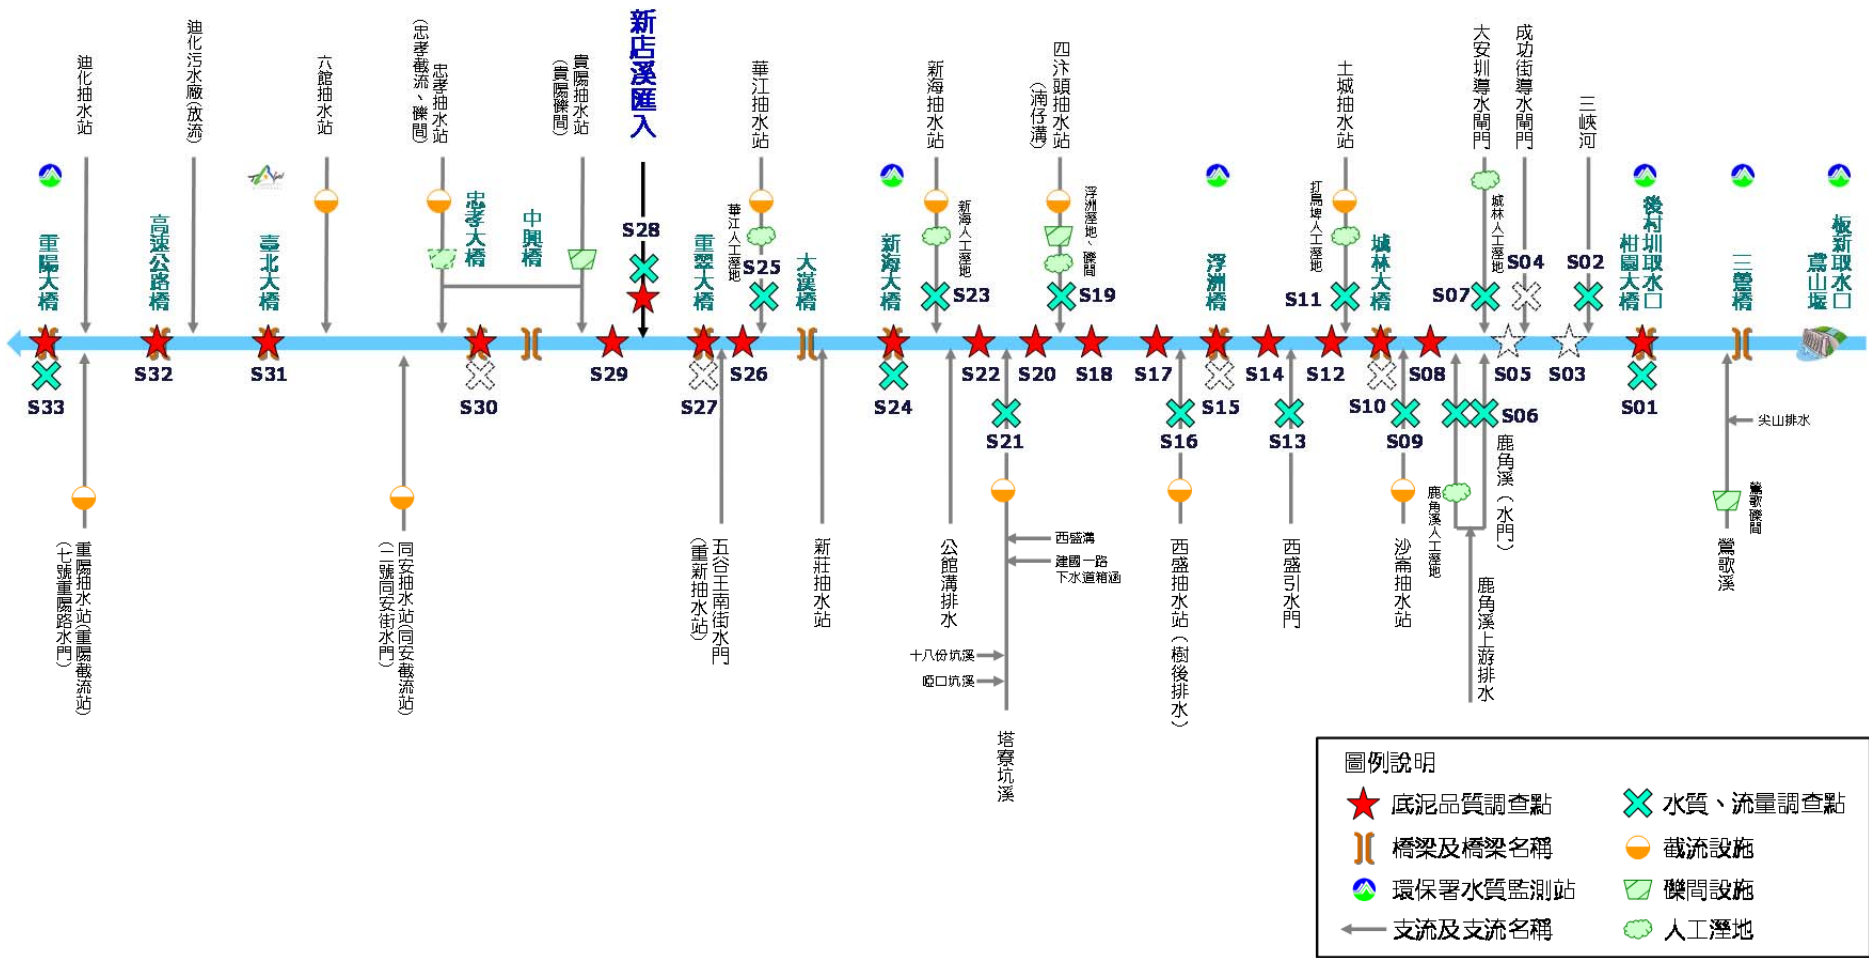 迪化抽水站
迪化污水廠(放流)
六館抽水站
忠孝抽水站
(忠孝截流、礫間)
貴陽抽水站
(貴陽礫間)
新店溪匯入
華江抽水站
新海抽水站
四汴頭抽水站
(湳仔溝)
土城抽水站
大安圳導水閘門
成功街導水閘門
三峽河
重陽大橋
高速公路橋
臺北大橋
忠孝大橋
中興橋
重翠大橋
華江人工溼地
大漢橋
新海大橋
新海人工溼地
浮洲溼地、礫間
浮洲橋
打鳥埤人工溼地
城林大橋
城林人工溼地
柑園大橋
後村圳取水口
三鶯橋
鳶山堰
板新取水口
S28
S25
S23
S19
S11
S07
S04
S02
S33
S32
S31
S30
S29
S27
S26
S24
S22
S21
S20
S18
S17
S16
S15
S14
S13
S12
S10
S09
S08
S06
S05
S03
S01
重陽抽水站(重陽截流站)
(七號重陽路水門)
同安抽水站(同安截流站)
(二號同安街水門)
五谷王南街水門
(重新抽水站)
新莊抽水站
公館溝排水
西盛溝
建國一路
下水道箱涵
十八份坑溪
啞口坑溪
塔寮坑溪
西盛抽水站(樹後排水)
西盛引水門
沙崙抽水站
鹿角溪人工溼地
鹿角溪(水門)
鹿角溪上游排水
尖山排水
鶯歌礫間
鶯歌溪
圖例說明
底泥品質調查點
水質、流量調查點
橋梁及橋梁名稱
截流設施
環保署水質監測站
礫間設施
支流及支流名稱
人工溼地